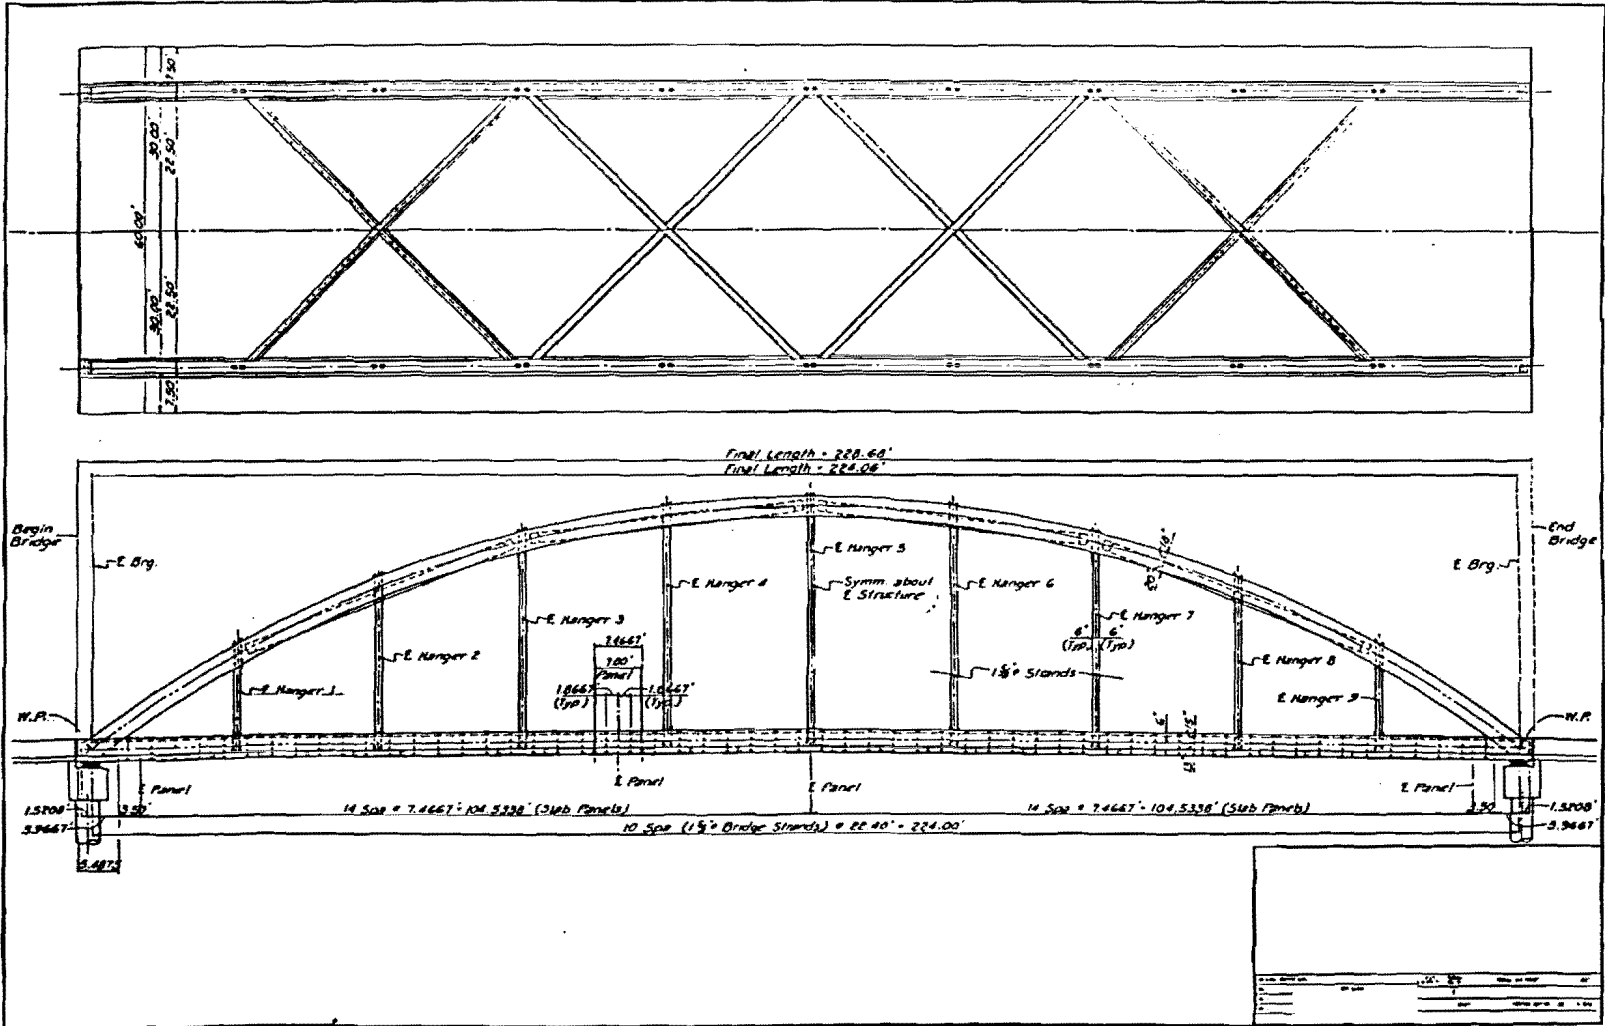 7.50'
30.00'
22.50'
60.00'
30.00'
22.50'
7.50'
Final Length = 228.68'
Final Length = 224.06'
Begin
Bridge
End
Bridge
℄ Brg.
℄ Brg.
℄ Hanger 5
℄ Hanger 4
Symm. about
℄ Structure
℄ Hanger 6
℄ Hanger 3
℄ Hanger 7
7.4667'
6" 6"
(Typ) (Typ)
℄ Hanger 2
℄ Hanger 8
7.00'
Panel
1⅝"ø Strands
℄ Hanger 1
1.8667' 1.8667'
(Typ) (Typ)
℄ Hanger 9
W.P.
W.P.
6"
℄ Panel
℄ Panel
℄ Panel
℄ Panel
1.5208'
3.50'
14 Spa @ 7.4667' = 104.5338' (Slab Panels)
14 Spa @ 7.4667' = 104.5338' (Slab Panels)
3.50'
1.5208'
3.9667'
10 Spa (1⅝"ø Bridge Strands) @ 22.40' = 224.00'
3.9667'
5.4875